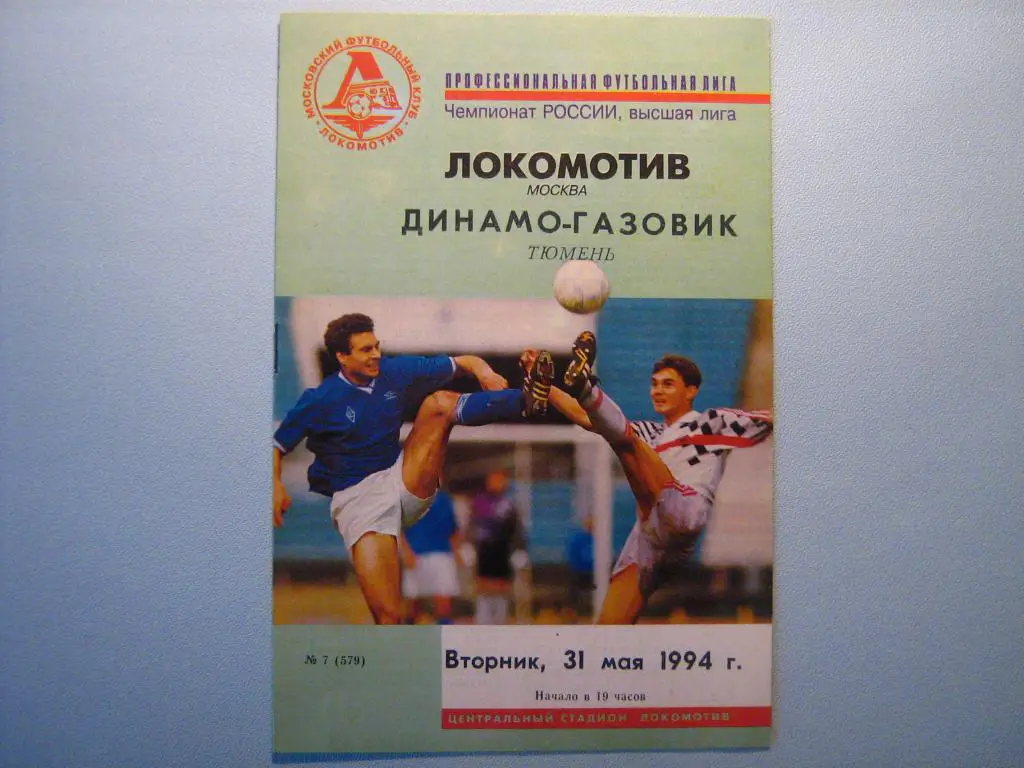 МОСКОВСКИЙ ФУТБОЛЬНЫЙ КЛУБ
· ЛОКОМОТИВ ·
ПРОФЕССИОНАЛЬНАЯ ФУТБОЛЬНАЯ ЛИГА
Чемпионат РОССИИ, высшая лига
ЛОКОМОТИВ
МОСКВА
ДИНАМО-ГАЗОВИК
ТЮМЕНЬ
№ 7 (579)
Вторник, 31 мая 1994 г.
Начало в 19 часов
ЦЕНТРАЛЬНЫЙ СТАДИОН ЛОКОМОТИВ